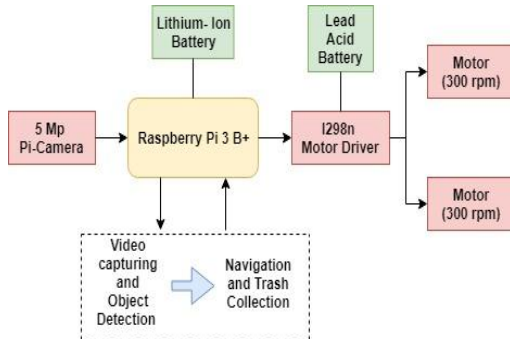 Lithium- Ion
Battery
Lead
Acid
Battery
Motor
(300 rpm)
5 Mp
Pi-Camera
Raspberry Pi 3 B+
l298n
Motor Driver
Motor
(300 rpm)
Video
capturing
and
Object
Detection
Navigation
and Trash
Collection